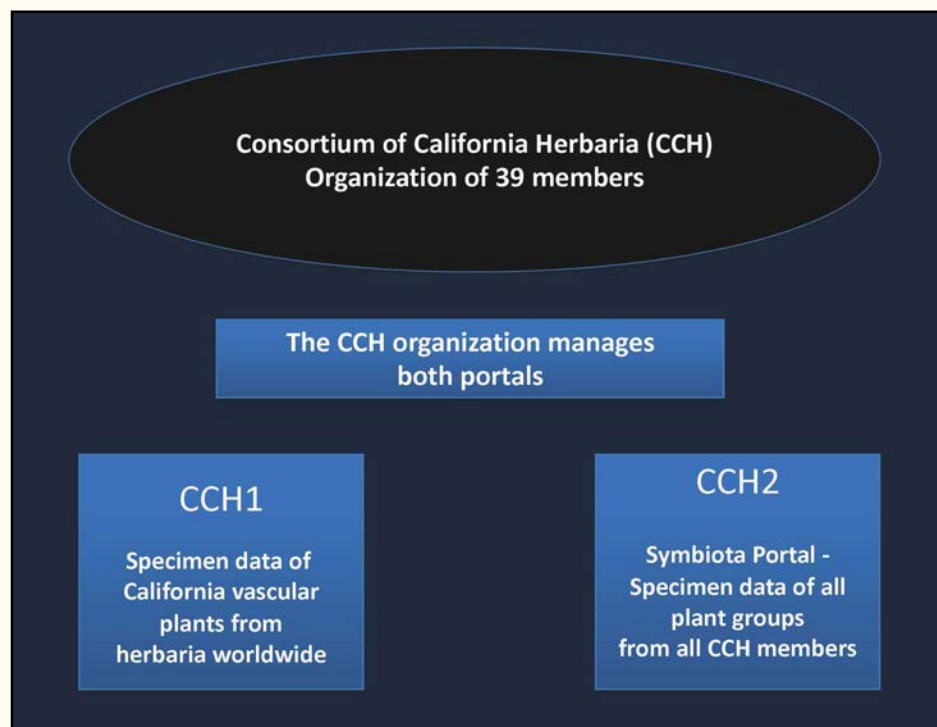 Consortium of California Herbaria (CCH)
Organization of 39 members
The CCH organization manages
both portals
CCH1
Specimen data of
California vascular
plants from
herbaria worldwide
CCH2
Symbiota Portal -
Specimen data of all
plant groups
from all CCH members